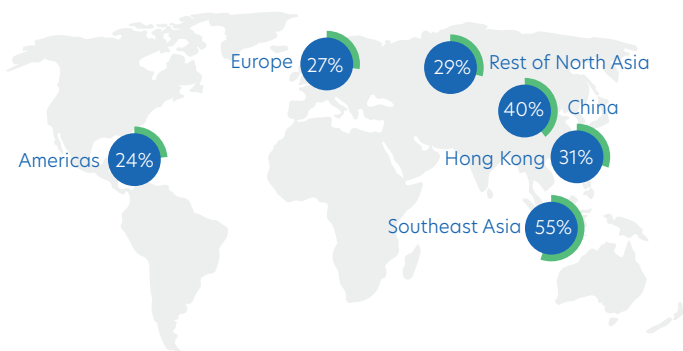 Europe 27%
29% Rest of North Asia
40% China
Americas 24%
Hong Kong 31%
Southeast Asia 55%